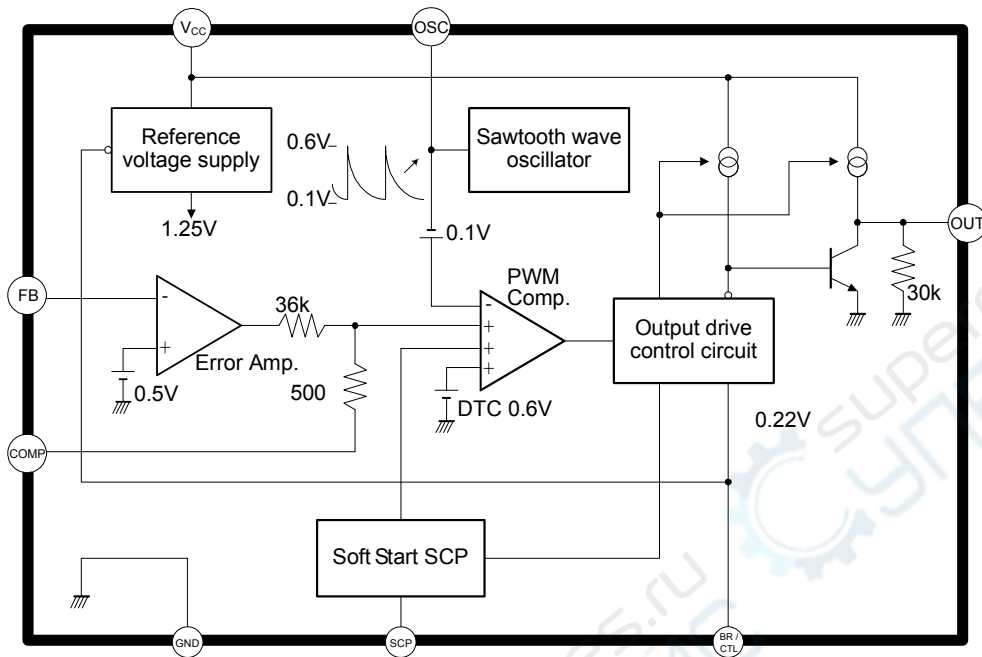 VCC
OSC
Reference
voltage supply
1.25V
0.6V
0.1V
Sawtooth wave
oscillator
0.1V
OUT
30k
FB
-
+
Error Amp.
0.5V
36k
500
PWM
Comp.
-
+
+
+
DTC 0.6V
Output drive
control circuit
0.22V
COMP
Soft Start SCP
GND
SCP
BR /
CTL